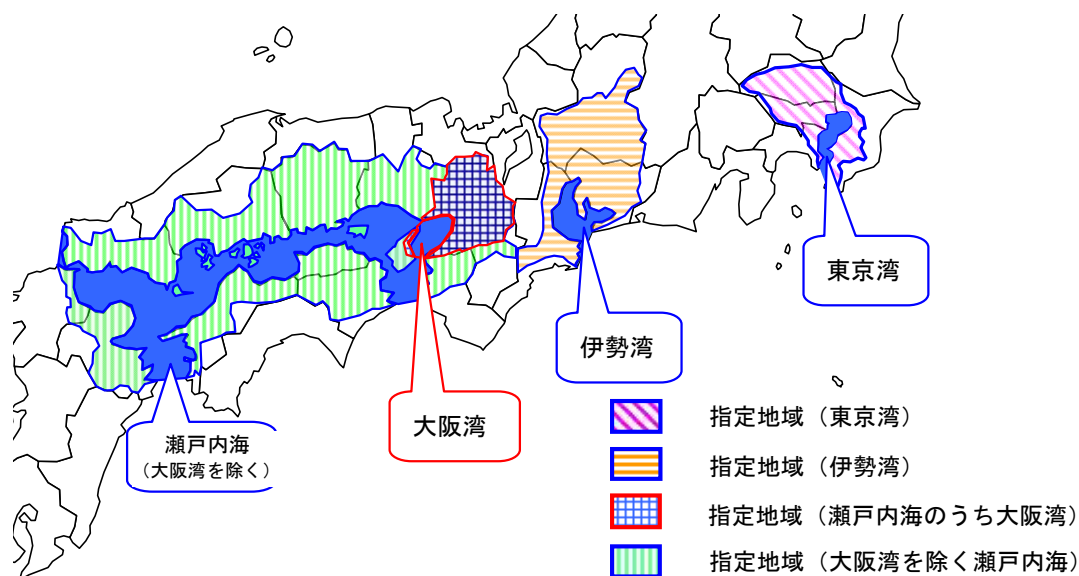 東京湾
伊勢湾
大阪湾
瀬戸内海
（大阪湾を除く）
指定地域（東京湾）
指定地域（伊勢湾）
指定地域（瀬戸内海のうち大阪湾）
指定地域（大阪湾を除く瀬戸内海）